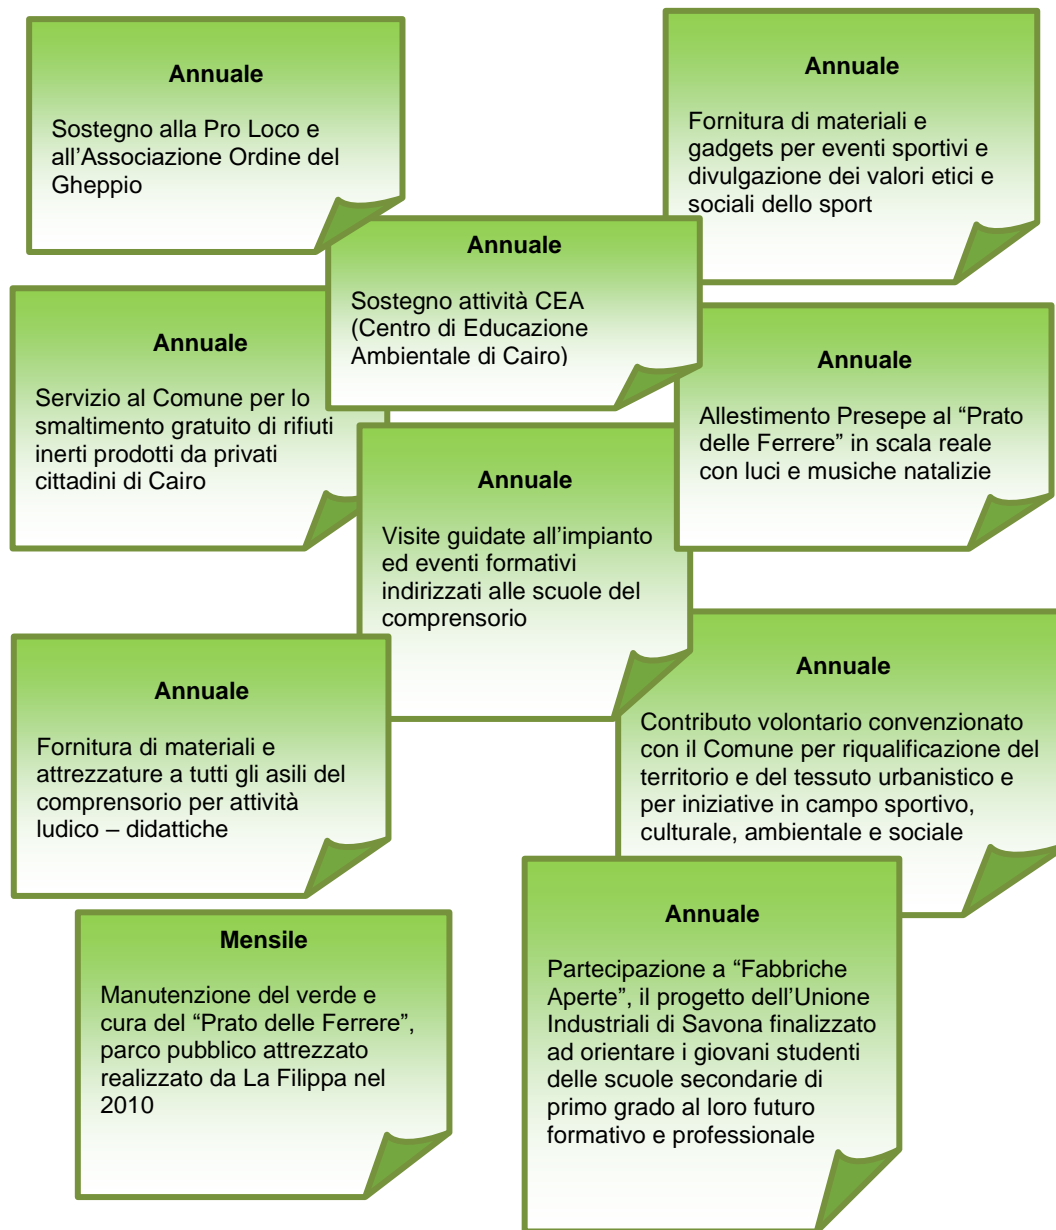 Annuale
Sostegno alla Pro Loco e
all'Associazione Ordine del
Gheppio
Annuale
Fornitura di materiali e
gadgets per eventi sportivi e
divulgazione dei valori etici e
sociali dello sport
Annuale
Sostegno attività CEA
(Centro di Educazione
Ambientale di Cairo)
Annuale
Servizio al Comune per lo
smaltimento gratuito di rifiuti
inerti prodotti da privati
cittadini di Cairo
Annuale
Allestimento Presepe al “Prato
delle Ferrere” in scala reale
con luci e musiche natalizie
Annuale
Visite guidate all'impianto
ed eventi formativi
indirizzati alle scuole del
comprensorio
Annuale
Fornitura di materiali e
attrezzature a tutti gli asili del
comprensorio per attività
ludico – didattiche
Annuale
Contributo volontario convenzionato
con il Comune per riqualificazione del
territorio e del tessuto urbanistico e
per iniziative in campo sportivo,
culturale, ambientale e sociale
Mensile
Manutenzione del verde e
cura del “Prato delle Ferrere”,
parco pubblico attrezzato
realizzato da La Filippa nel
2010
Annuale
Partecipazione a “Fabbriche
Aperte”, il progetto dell'Unione
Industriali di Savona finalizzato
ad orientare i giovani studenti
delle scuole secondarie di
primo grado al loro futuro
formativo e professionale